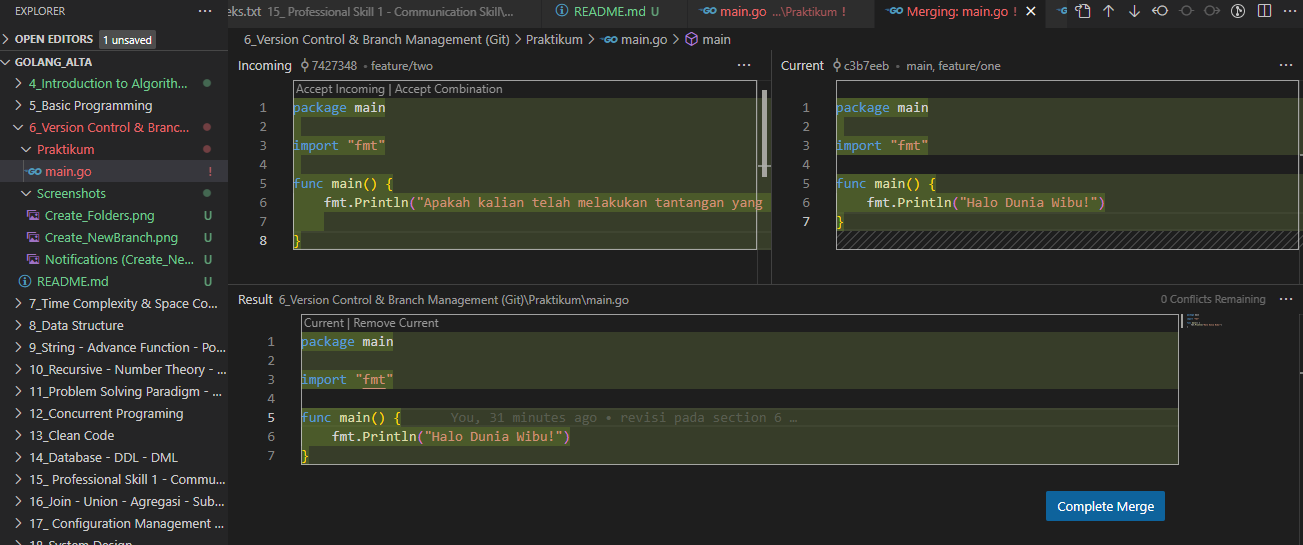 EXPLORER
OPEN EDITORS 1 unsaved
GOLANG_ALTA
4_Introduction to Algorith...
5_Basic Programming
6_Version Control & Branc...
Praktikum
main.go !
Screenshots
Create_Folders.png U
Create_NewBranch.png U
Notifications (Create_Ne... U
README.md U
7_Time Complexity & Space Co...
8_Data Structure
9_String - Advance Function - Po...
10_Recursive - Number Theory - ...
11_Problem Solving Paradigm - ...
12_Concurrent Programing
13_Clean Code
14_Database - DDL - DML
15_ Professional Skill 1 - Commu...
16_Join - Union - Agregasi - Sub...
17_ Configuration Management ...
18_System Design
eks.txt 15_ Professional Skill 1 - Communication Skill\... README.md U main.go ...\Praktikum ! Merging: main.go !
6_Version Control & Branch Management (Git) > Praktikum > main.go > main
Incoming 7427348 • feature/two
Accept Incoming | Accept Combination
1 package main
2
3 import "fmt"
4
5 func main() {
6 fmt.Println("Apakah kalian telah melakukan tantangan yang
7
8 }
Current c3b7eeb • main, feature/one
1 package main
2
3 import "fmt"
4
5 func main() {
6 fmt.Println("Halo Dunia Wibu!")
7 }
Result 6_Version Control & Branch Management (Git)\Praktikum\main.go 0 Conflicts Remaining
Current | Remove Current
1 package main
2
3 import "fmt"
4
5 func main() { You, 31 minutes ago • revisi pada section 6 ...
6 fmt.Println("Halo Dunia Wibu!")
7 }
Complete Merge